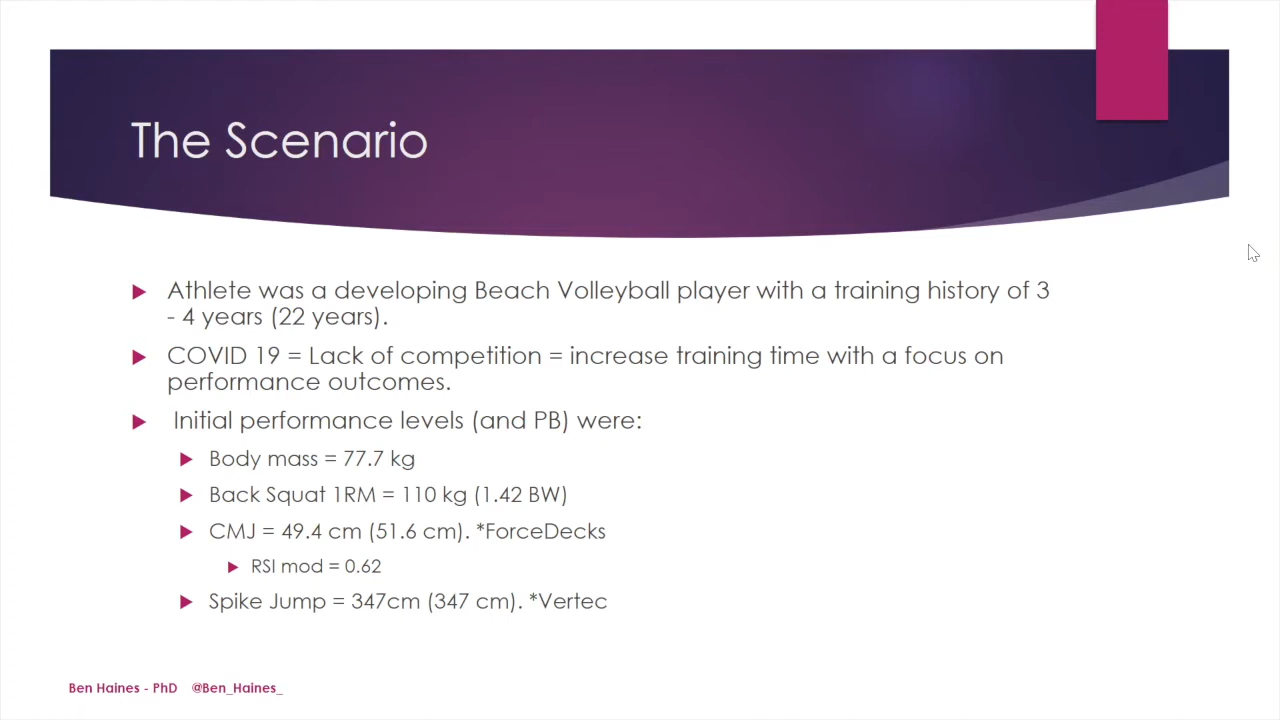 The Scenario
Athlete was a developing Beach Volleyball player with a training history of 3
- 4 years (22 years).
COVID 19 = Lack of competition = increase training time with a focus on
performance outcomes.
Initial performance levels (and PB) were:
Body mass = 77.7 kg
Back Squat 1RM = 110 kg (1.42 BW)
CMJ = 49.4 cm (51.6 cm). *ForceDecks
RSI mod = 0.62
Spike Jump = 347cm (347 cm). *Vertec
Ben Haines - PhD @Ben_Haines_